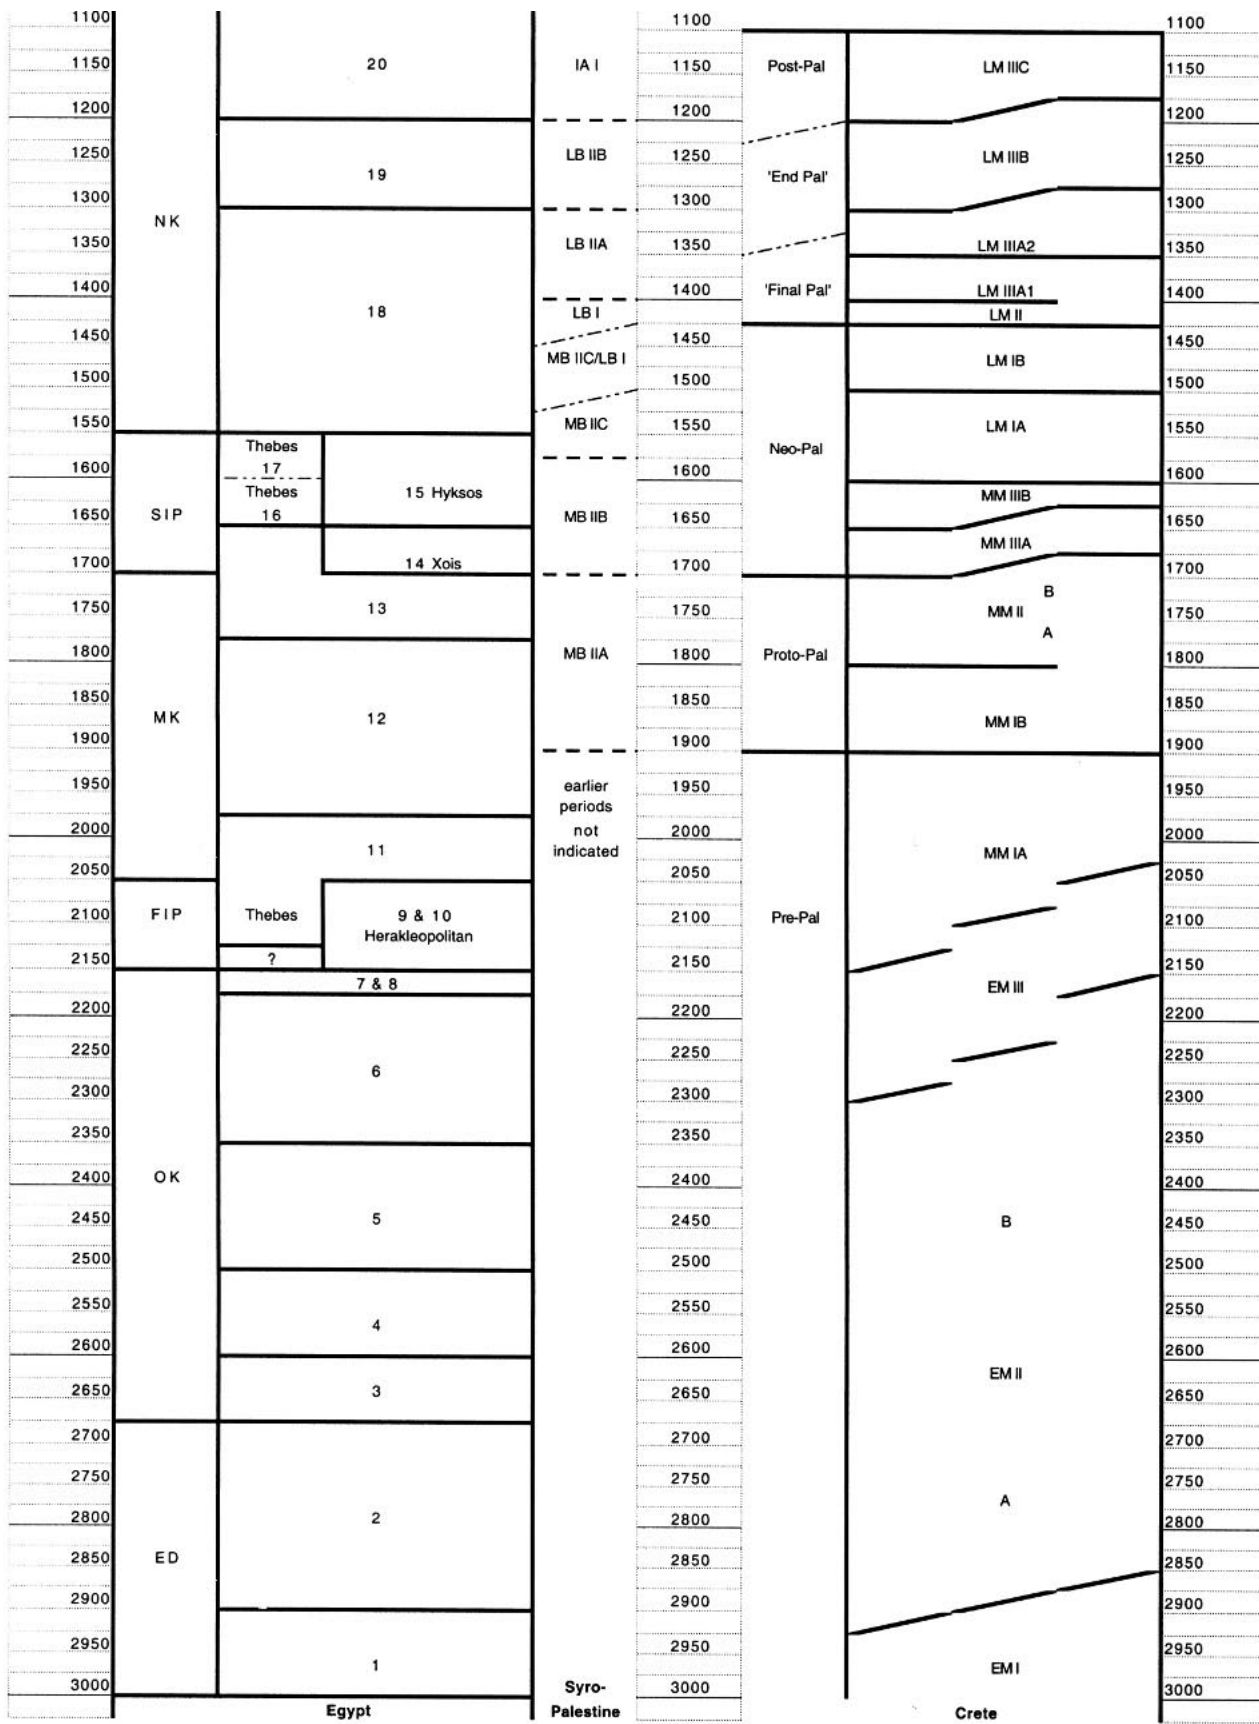 1100
1150
1200
1250
1300
1350
1400
1450
1500
1550
1600
1650
1700
1750
1800
1850
1900
1950
2000
2050
2100
2150
2200
2250
2300
2350
2400
2450
2500
2550
2600
2650
2700
2750
2800
2850
2900
2950
3000
NK
SIP
MK
FIP
OK
ED
20
19
18
Thebes
17
Thebes
16
15 Hyksos
14 Xois
13
12
11
Thebes
?
9 & 10
Herakleopolitan
7 & 8
6
5
4
3
2
1
Egypt
IA I
LB IIB
LB IIA
LB I
MB IIC/LB I
MB IIC
MB IIB
MB IIA
earlier
periods
not
indicated
Syro-
Palestine
1100
1150
1200
1250
1300
1350
1400
1450
1500
1550
1600
1650
1700
1750
1800
1850
1900
1950
2000
2050
2100
2150
2200
2250
2300
2350
2400
2450
2500
2550
2600
2650
2700
2750
2800
2850
2900
2950
3000
Post-Pal
'End Pal'
'Final Pal'
Neo-Pal
Proto-Pal
Pre-Pal
LM IIIC
LM IIIB
LM IIIA2
LM IIIA1
LM II
LM IB
LM IA
MM IIIB
MM IIIA
B
MM II
A
MM IB
MM IA
EM III
B
EM II
A
EM I
Crete
1100
1150
1200
1250
1300
1350
1400
1450
1500
1550
1600
1650
1700
1750
1800
1850
1900
1950
2000
2050
2100
2150
2200
2250
2300
2350
2400
2450
2500
2550
2600
2650
2700
2750
2800
2850
2900
2950
3000